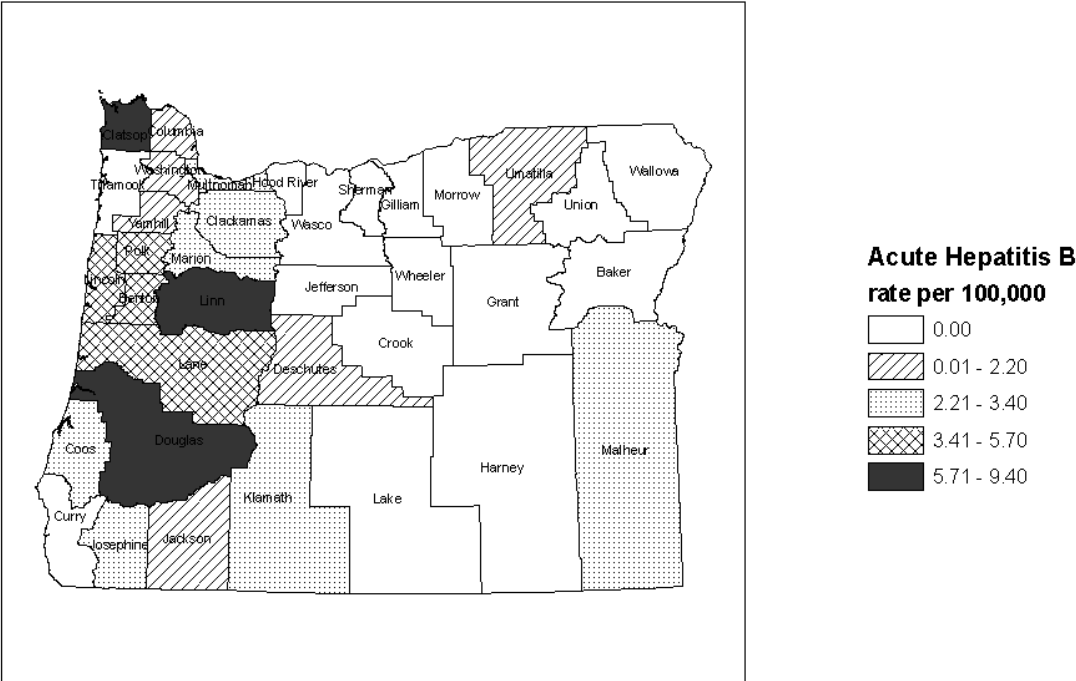 Clatsop
Columbia
Tillamook
Washington
Multnomah
Hood River
Yamhill
Clackamas
Wasco
Sherman
Gilliam
Morrow
Umatilla
Union
Wallowa
Polk
Marion
Lincoln
Benton
Linn
Jefferson
Wheeler
Grant
Baker
Lane
Deschutes
Crook
Douglas
Coos
Curry
Josephine
Jackson
Klamath
Lake
Harney
Malheur
Acute Hepatitis B
rate per 100,000
0.00
0.01 - 2.20
2.21 - 3.40
3.41 - 5.70
5.71 - 9.40